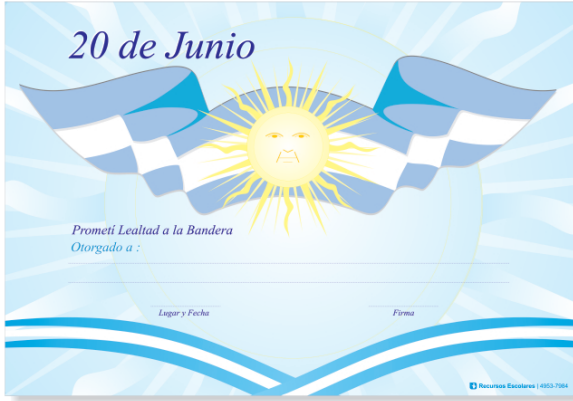 20 de Junio
Prometí Lealtad a la Bandera
Otorgado a :
Lugar y Fecha
Firma
Recursos Escolares | 4953-7984